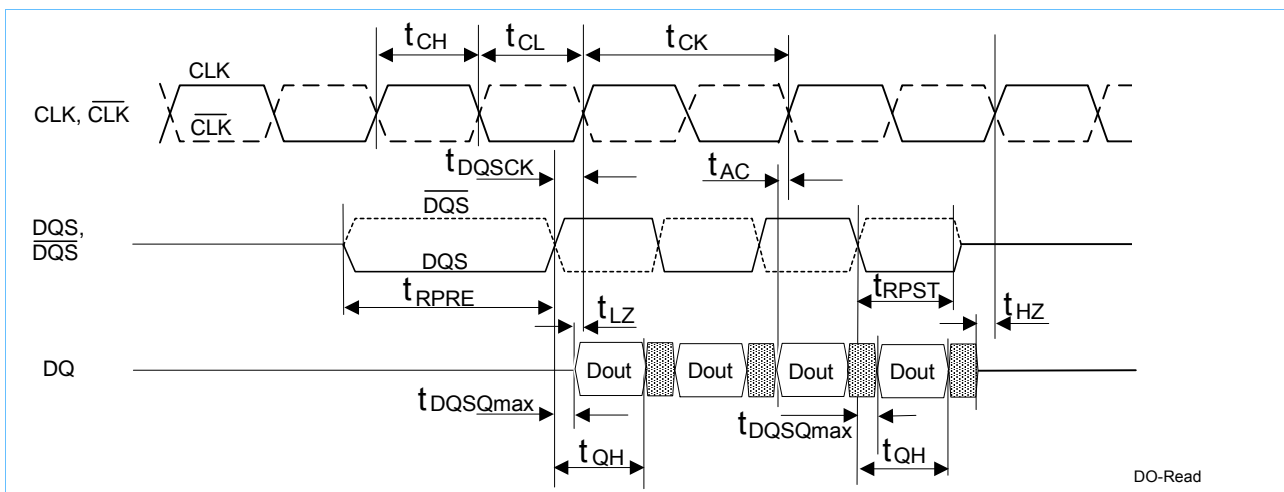 tCH tCL tCK
CLK
CLK, CLK
CLK
tDQSCK tAC
DQS
DQS,
DQS
DQS
tRPRE tRPST
tLZ tHZ
DQ Dout Dout Dout Dout
tDQSQmax tDQSQmax
tQH tQH
DO-Read